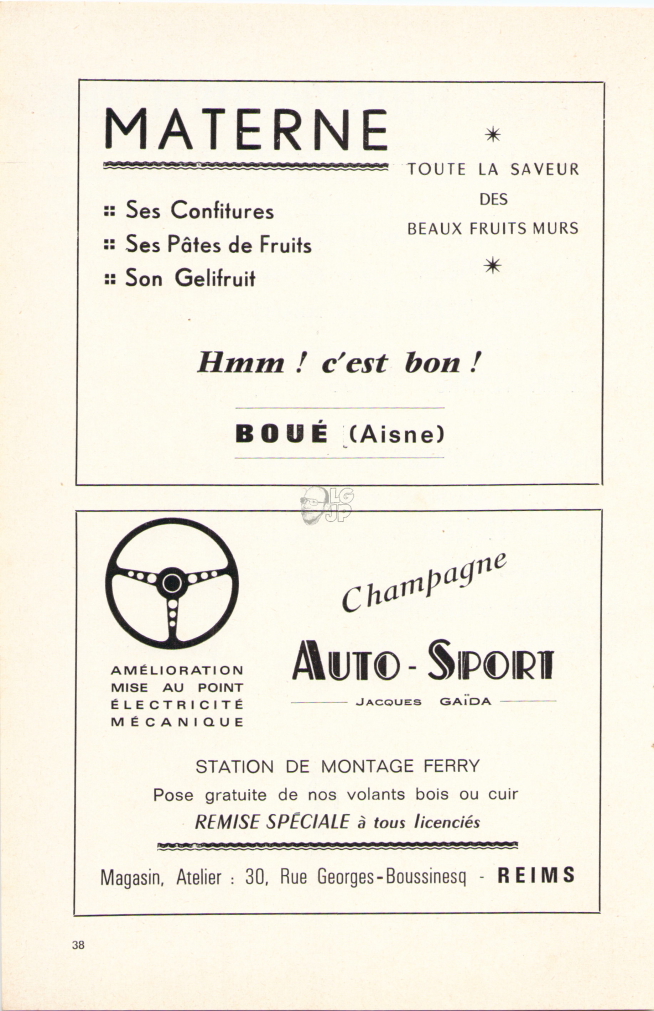 MATERNE
:: Ses Confitures
:: Ses Pâtes de Fruits
:: Son Gelifruit
TOUTE LA SAVEUR
DES
BEAUX FRUITS MURS
Hmm ! c'est bon !
BOUÉ (Aisne)
LG
JP
AMÉLIORATION
MISE AU POINT
ÉLECTRICITÉ
MÉCANIQUE
Champagne
AUTO - SPORT
JACQUES GAÏDA
STATION DE MONTAGE FERRY
Pose gratuite de nos volants bois ou cuir
REMISE SPÉCIALE à tous licenciés
Magasin, Atelier : 30, Rue Georges-Boussinesq - REIMS
38